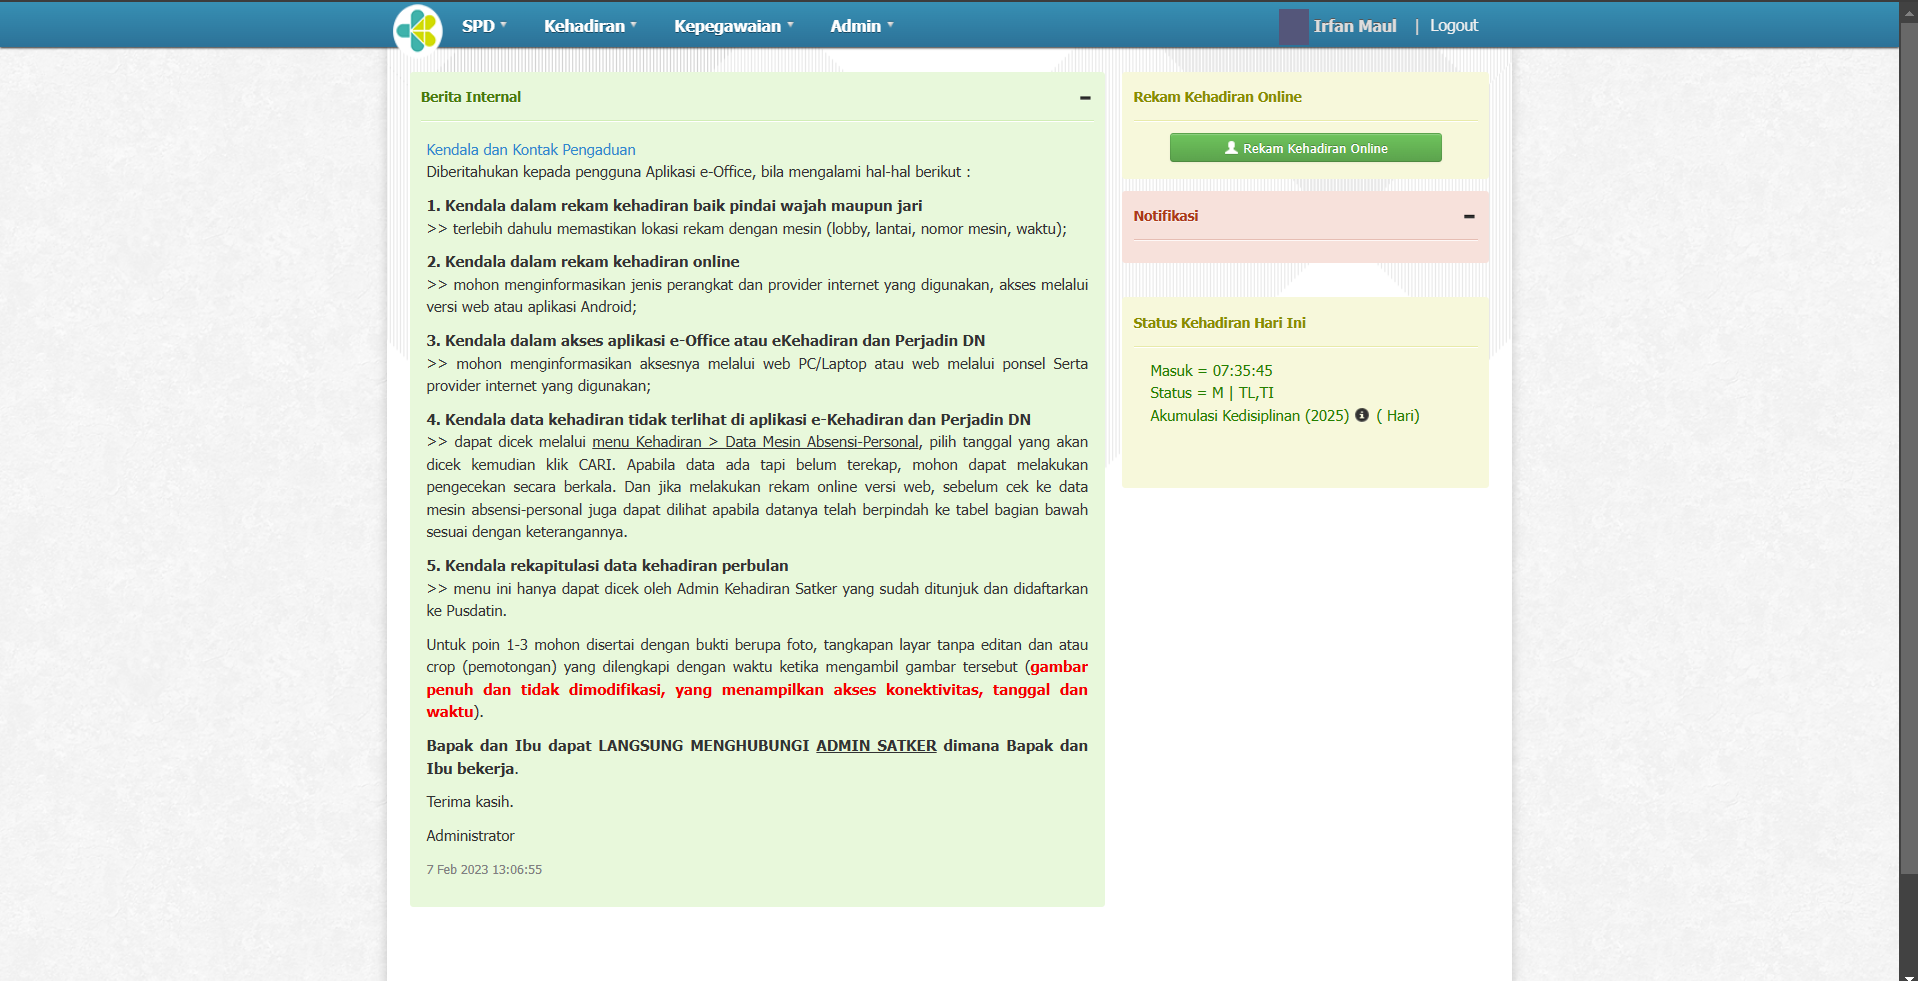 SPD Kehadiran Kepegawaian Admin Irfan Maul | Logout
Berita Internal
Kendala dan Kontak Pengaduan
Diberitahukan kepada pengguna Aplikasi e-Office, bila mengalami hal-hal berikut :
1. Kendala dalam rekam kehadiran baik pindai wajah maupun jari
>> terlebih dahulu memastikan lokasi rekam dengan mesin (lobby, lantai, nomor mesin, waktu);
2. Kendala dalam rekam kehadiran online
>> mohon menginformasikan jenis perangkat dan provider internet yang digunakan, akses melalui
versi web atau aplikasi Android;
3. Kendala dalam akses aplikasi e-Office atau eKehadiran dan Perjadin DN
>> mohon menginformasikan aksesnya melalui web PC/Laptop atau web melalui ponsel Serta
provider internet yang digunakan;
4. Kendala data kehadiran tidak terlihat di aplikasi e-Kehadiran dan Perjadin DN
>> dapat dicek melalui menu Kehadiran > Data Mesin Absensi-Personal, pilih tanggal yang akan
dicek kemudian klik CARI. Apabila data ada tapi belum terekap, mohon dapat melakukan
pengecekan secara berkala. Dan jika melakukan rekam online versi web, sebelum cek ke data
mesin absensi-personal juga dapat dilihat apabila datanya telah berpindah ke tabel bagian bawah
sesuai dengan keterangannya.
5. Kendala rekapitulasi data kehadiran perbulan
>> menu ini hanya dapat dicek oleh Admin Kehadiran Satker yang sudah ditunjuk dan didaftarkan
ke Pusdatin.
Untuk poin 1-3 mohon disertai dengan bukti berupa foto, tangkapan layar tanpa editan dan atau
crop (pemotongan) yang dilengkapi dengan waktu ketika mengambil gambar tersebut (gambar
penuh dan tidak dimodifikasi, yang menampilkan akses konektivitas, tanggal dan
waktu).
Bapak dan Ibu dapat LANGSUNG MENGHUBUNGI ADMIN SATKER dimana Bapak dan
Ibu bekerja.
Terima kasih.
Administrator
7 Feb 2023 13:06:55
Rekam Kehadiran Online
Rekam Kehadiran Online
Notifikasi
Status Kehadiran Hari Ini
Masuk = 07:35:45
Status = M | TL,TI
Akumulasi Kedisiplinan (2025) ( Hari)